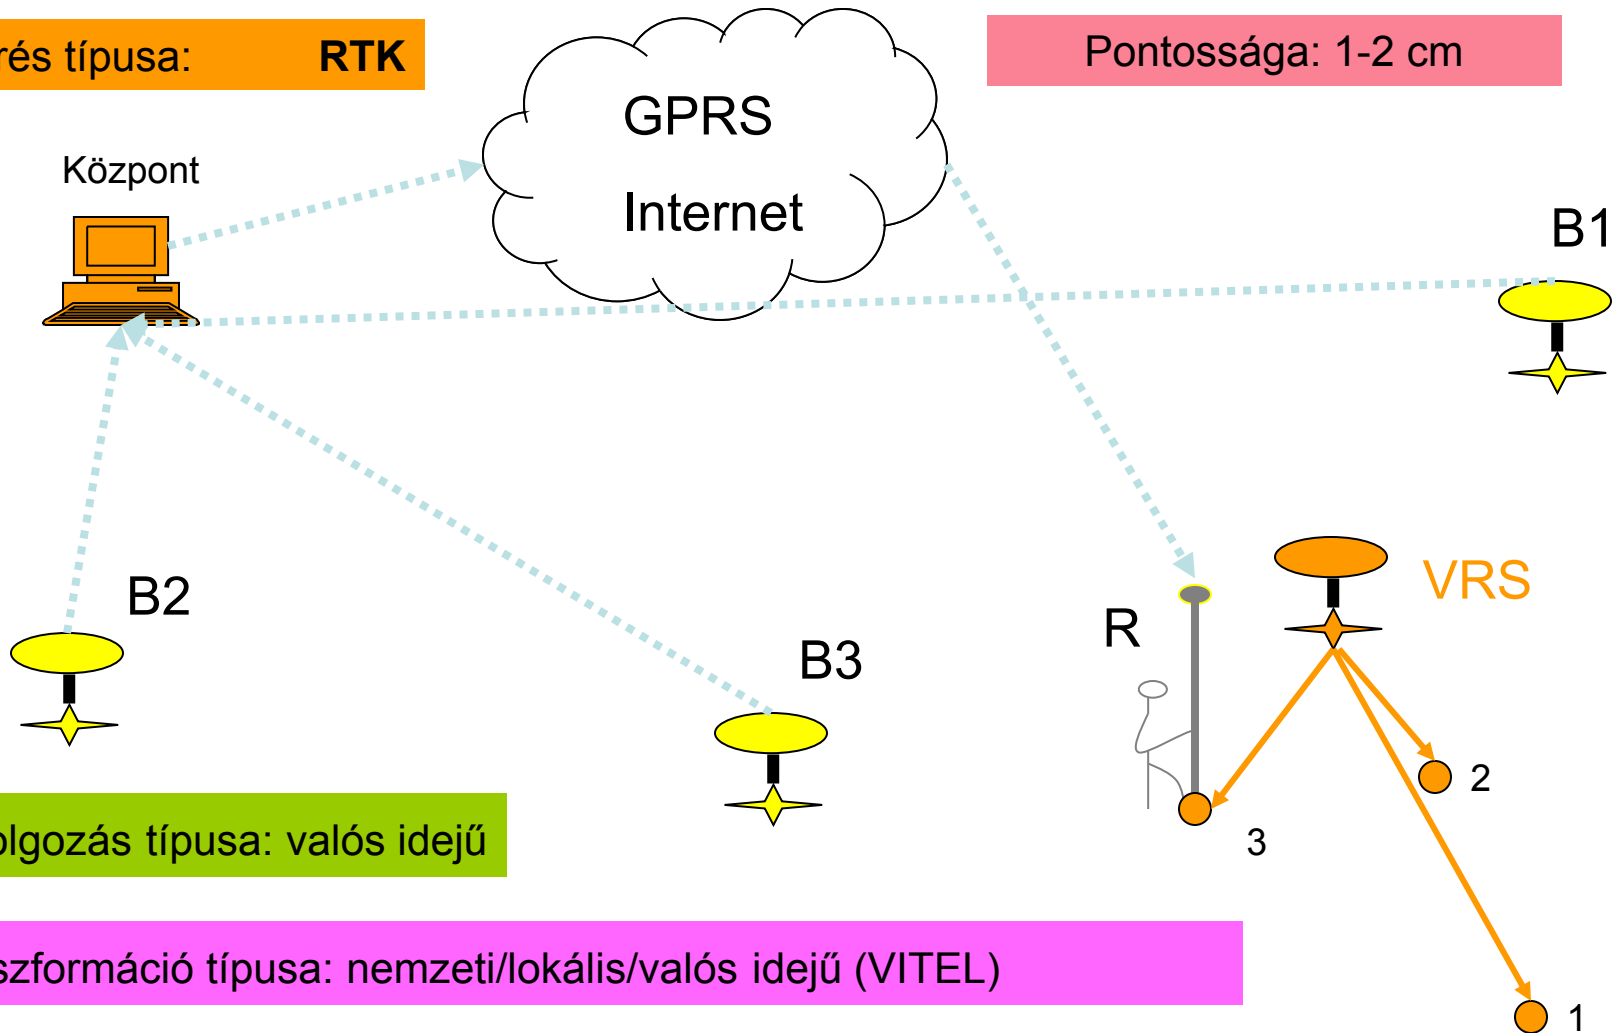 rés típusa: RTK
Pontossága: 1-2 cm
GPRS
Internet
Központ
B1
B2
B3
R
VRS
2
3
1
olgozás típusa: valós idejű
szformáció típusa: nemzeti/lokális/valós idejű (VITEL)